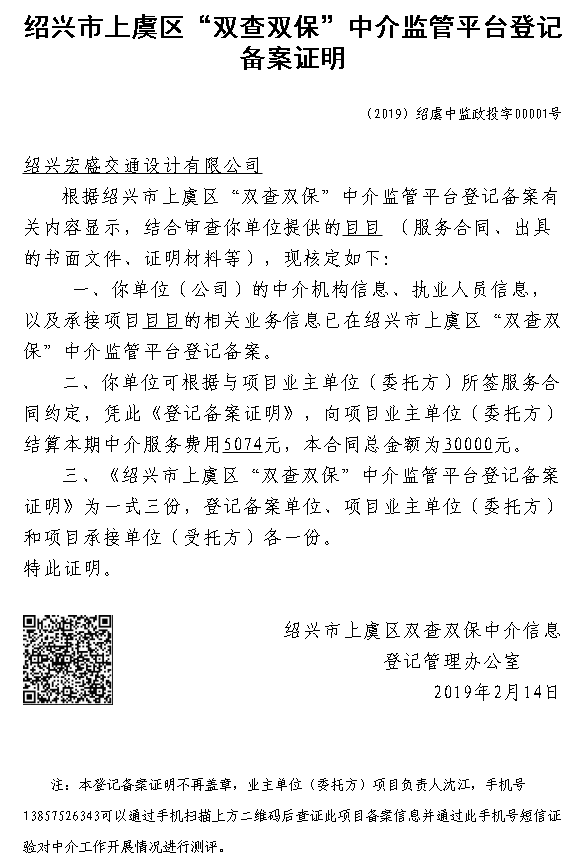 绍兴市上虞区“双查双保”中介监管平台登记
备案证明
（2019）绍虞中监政投字00001号
绍兴宏盛交通设计有限公司
根据绍兴市上虞区“双查双保”中介监管平台登记备案有
关内容显示，结合审查你单位提供的目目（服务合同、出具
的书面文件、证明材料等），现核定如下：
一、你单位（公司）的中介机构信息、执业人员信息，
以及承接项目目目的相关业务信息已在绍兴市上虞区“双查双
保”中介监管平台登记备案。
二、你单位可根据与项目业主单位（委托方）所签服务合
同约定，凭此《登记备案证明》，向项目业主单位（委托方）
结算本期中介服务费用5074元，本合同总金额为30000元。
三、《绍兴市上虞区“双查双保”中介监管平台登记备案
证明》为一式三份，登记备案单位、项目业主单位（委托方）
和项目承接单位（受托方）各一份。
特此证明。
绍兴市上虞区双查双保中介信息
登记管理办公室
2019年2月14日
注：本登记备案证明不再盖章，业主单位（委托方）项目负责人沈江，手机号
13857526343可以通过手机扫描上方二维码后查证此项目备案信息并通过此手机号短信证
验对中介工作开展情况进行测评。